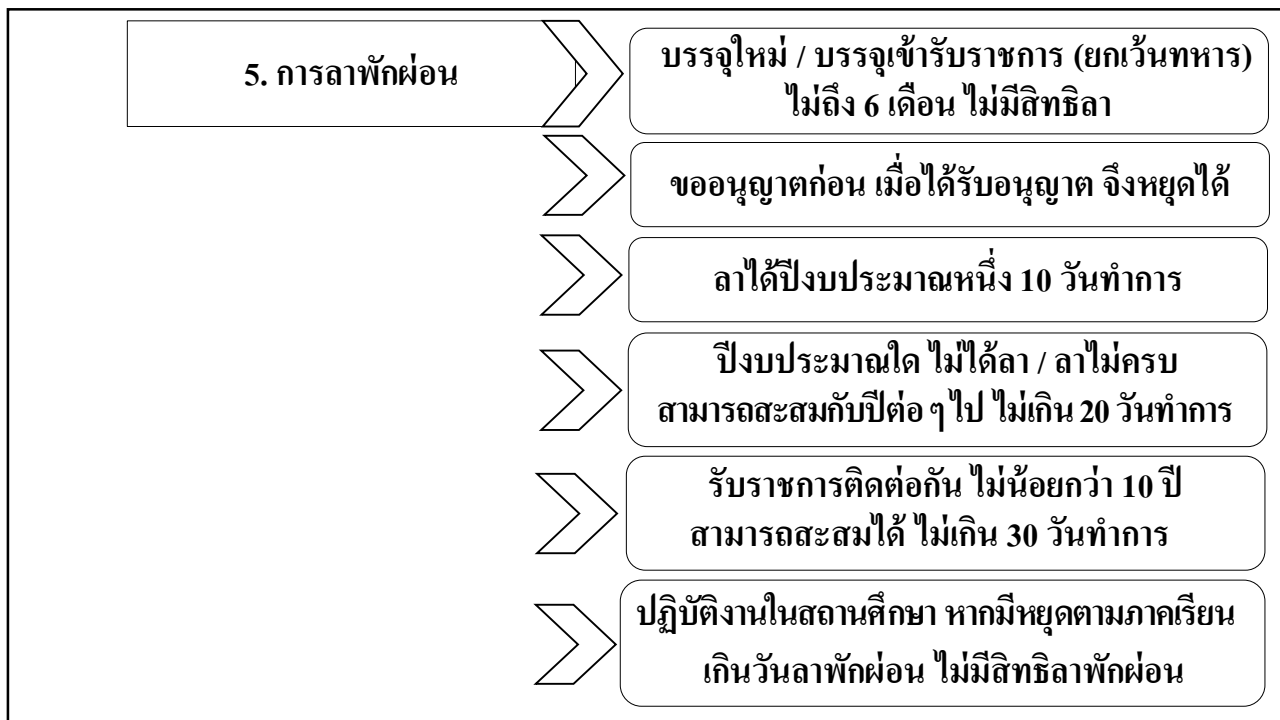 5. การลาพักผ่อน
บรรจุใหม่ / บรรจุเข้ารับราชการ (ยกเว้นทหาร)
ไม่ถึง 6 เดือน ไม่มีสิทธิลา
ขออนุญาตก่อน เมื่อได้รับอนุญาต จึงหยุดได้
ลาได้ปีงบประมาณหนึ่ง 10 วันทำการ
ปีงบประมาณใด ไม่ได้ลา / ลาไม่ครบ
สามารถสะสมกับปีต่อ ๆ ไป ไม่เกิน 20 วันทำการ
รับราชการติดต่อกัน ไม่น้อยกว่า 10 ปี
สามารถสะสมได้ ไม่เกิน 30 วันทำการ
ปฏิบัติงานในสถานศึกษา หากมีหยุดตามภาคเรียน
เกินวันลาพักผ่อน ไม่มีสิทธิลาพักผ่อน